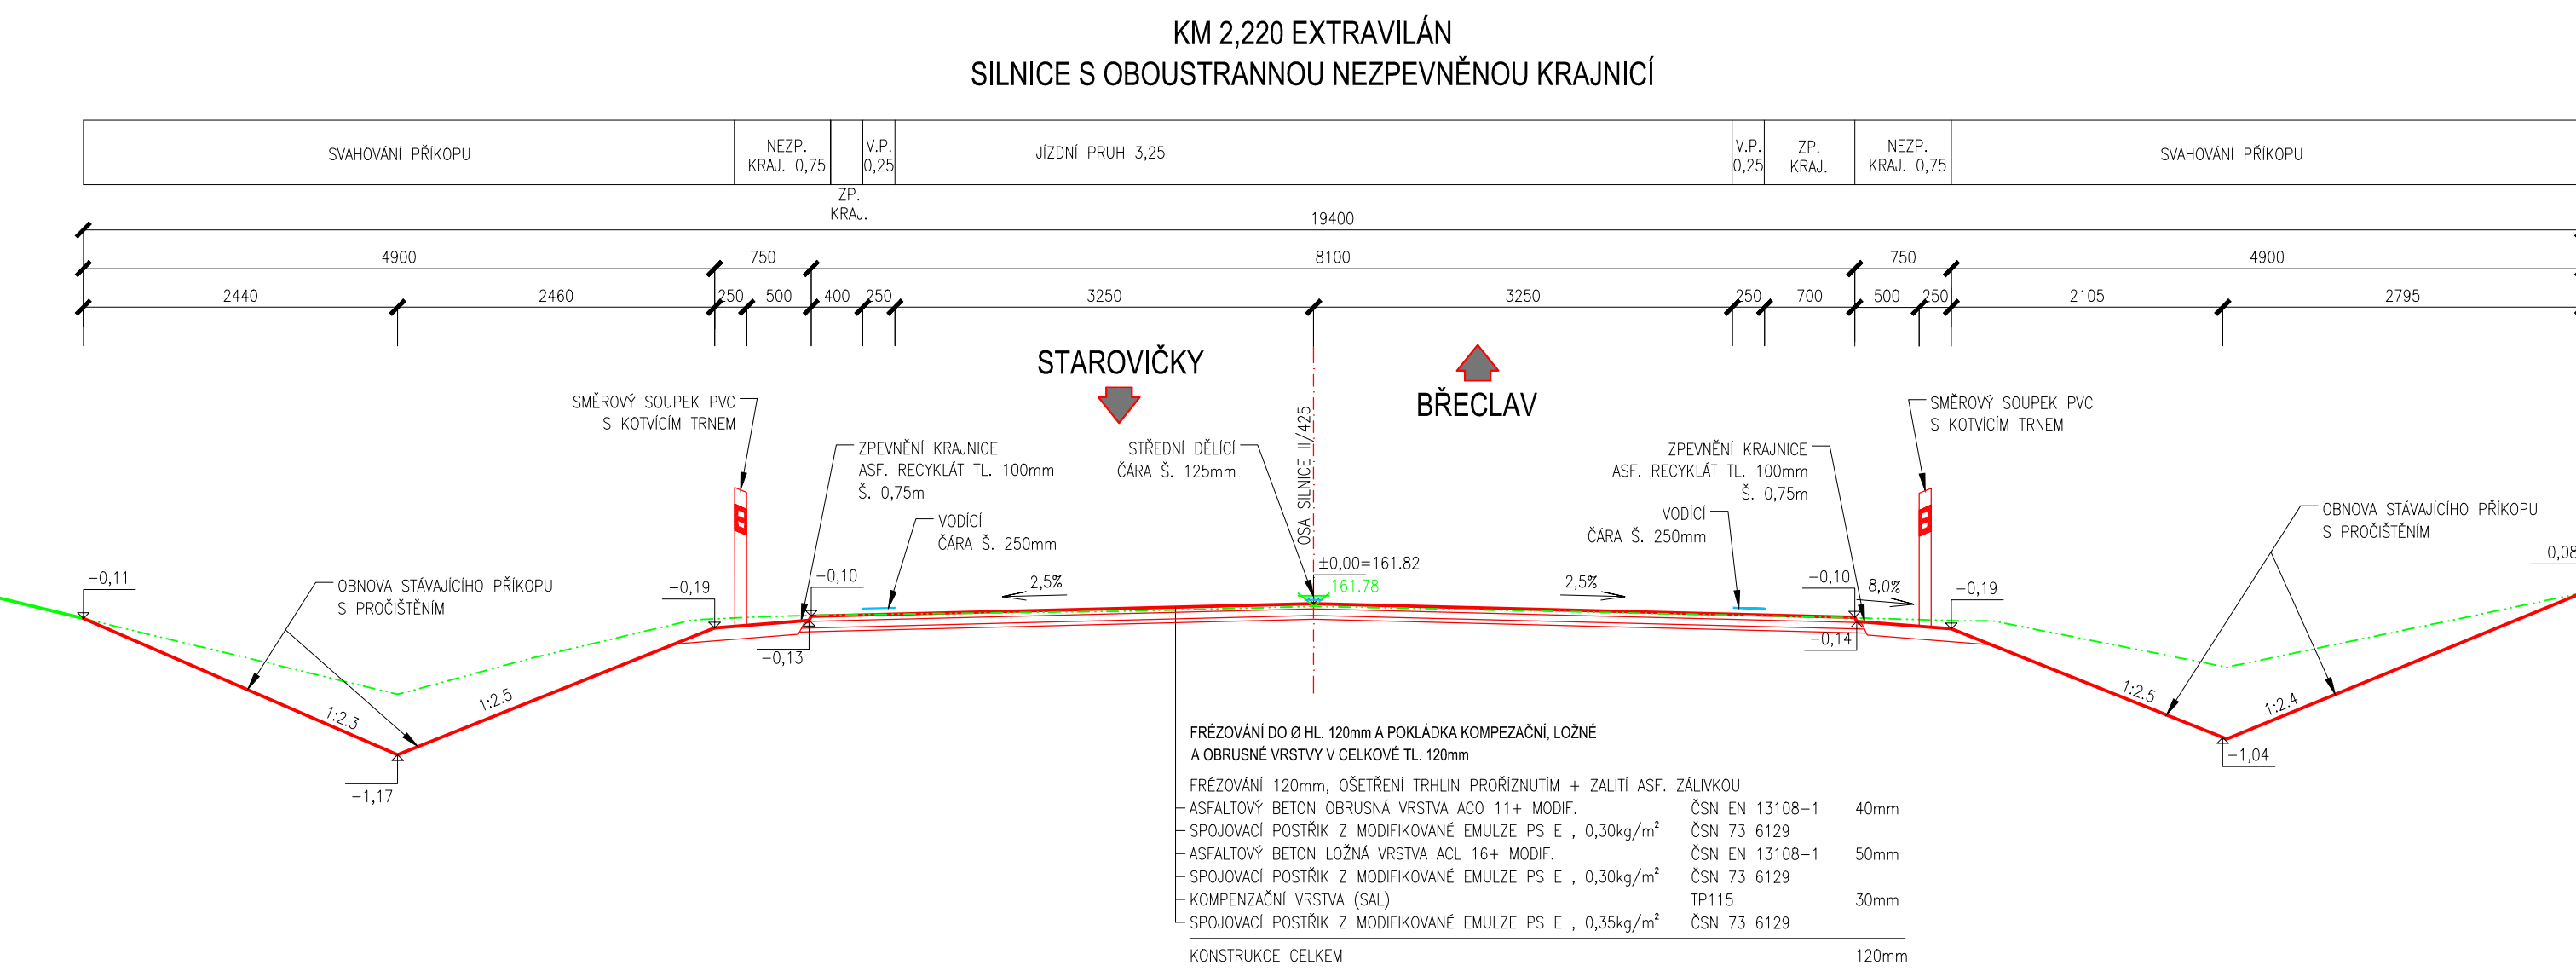 KM 2,220 EXTRAVILÁN
SILNICE S OBOUSTRANNOU NEZPEVNĚNOU KRAJNICÍ
SVAHOVÁNÍ PŘÍKOPU
NEZP.
KRAJ. 0,75
ZP.
KRAJ.
V.P.
0,25
JÍZDNÍ PRUH 3,25
V.P.
0,25
ZP.
KRAJ.
NEZP.
KRAJ. 0,75
SVAHOVÁNÍ PŘÍKOPU
19400
4900 750 8100 750 4900
2440 2460 250 500 400 250 3250 3250 250 700 500 250 2105 2795
STAROVIČKY
BŘECLAV
SMĚROVÝ SOUPEK PVC
S KOTVÍCÍM TRNEM
ZPEVNĚNÍ KRAJNICE
ASF. RECYKLÁT TL. 100mm
Š. 0,75m
VODÍCÍ
ČÁRA Š. 250mm
STŘEDNÍ DĚLÍCÍ
ČÁRA Š. 125mm
OSA SILNICE II/425
ZPEVNĚNÍ KRAJNICE
ASF. RECYKLÁT TL. 100mm
Š. 0,75m
VODÍCÍ
ČÁRA Š. 250mm
SMĚROVÝ SOUPEK PVC
S KOTVÍCÍM TRNEM
OBNOVA STÁVAJÍCÍHO PŘÍKOPU
S PROČIŠTĚNÍM
0,08
-0,11
OBNOVA STÁVAJÍCÍHO PŘÍKOPU
S PROČIŠTĚNÍM
-0,19
-0,10
2,5%
±0,00=161.82
161.78
2,5%
-0,10
8,0%
-0,19
-0,13
-0,14
1:2.3
1:2.5
1:2.5
1:2.4
-1,17
-1,04
FRÉZOVÁNÍ DO Ø HL. 120mm A POKLÁDKA KOMPEZAČNÍ, LOŽNÉ
A OBRUSNÉ VRSTVY V CELKOVÉ TL. 120mm
FRÉZOVÁNÍ 120mm, OŠETŘENÍ TRHLIN PROŘÍZNUTÍM + ZALITÍ ASF. ZÁLIVKOU
ASFALTOVÝ BETON OBRUSNÁ VRSTVA ACO 11+ MODIF. ČSN EN 13108-1 40mm
SPOJOVACÍ POSTŘIK Z MODIFIKOVANÉ EMULZE PS E , 0,30kg/m² ČSN 73 6129
ASFALTOVÝ BETON LOŽNÁ VRSTVA ACL 16+ MODIF. ČSN EN 13108-1 50mm
SPOJOVACÍ POSTŘIK Z MODIFIKOVANÉ EMULZE PS E , 0,30kg/m² ČSN 73 6129
KOMPENZAČNÍ VRSTVA (SAL) TP115 30mm
SPOJOVACÍ POSTŘIK Z MODIFIKOVANÉ EMULZE PS E , 0,35kg/m² ČSN 73 6129
KONSTRUKCE CELKEM 120mm